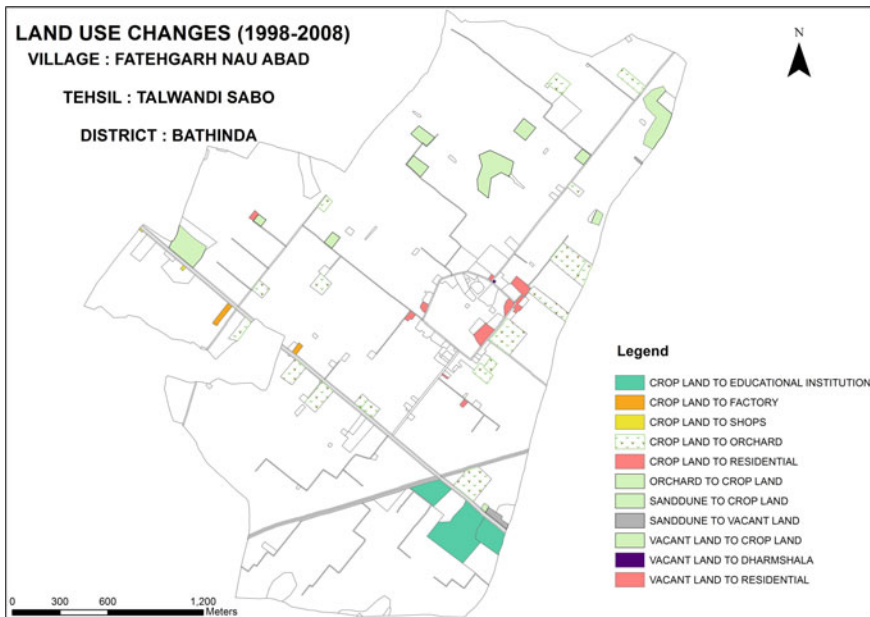 LAND USE CHANGES (1998-2008)
VILLAGE : FATEHGARH NAU ABAD
TEHSIL : TALWANDI SABO
DISTRICT : BATHINDA
N
Legend
CROP LAND TO EDUCATIONAL INSTITUTION
CROP LAND TO FACTORY
CROP LAND TO SHOPS
CROP LAND TO ORCHARD
CROP LAND TO RESIDENTIAL
ORCHARD TO CROP LAND
SANDDUNE TO CROP LAND
SANDDUNE TO VACANT LAND
VACANT LAND TO CROP LAND
VACANT LAND TO DHARMSHALA
VACANT LAND TO RESIDENTIAL
0 300 600 1,200
Meters